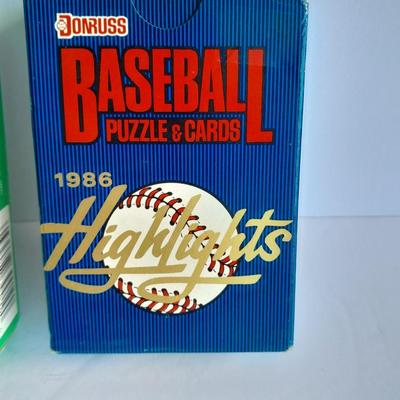 DONRUSS
BASEBALL
PUZZLE & CARDS
1986
Highlights